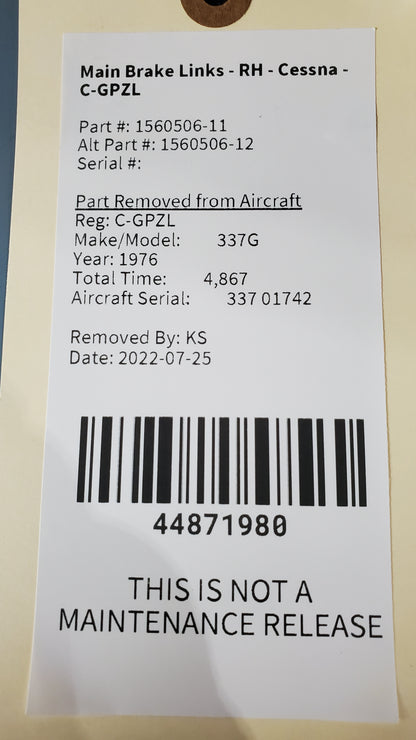 Main Brake Links - RH - Cessna -
C-GPZL
Part #: 1560506-11
Alt Part #: 1560506-12
Serial #:
Part Removed from Aircraft
Reg: C-GPZL
Make/Model: 337G
Year: 1976
Total Time: 4,867
Aircraft Serial: 337 01742
Removed By: KS
Date: 2022-07-25
44871980
THIS IS NOT A
MAINTENANCE RELEASE